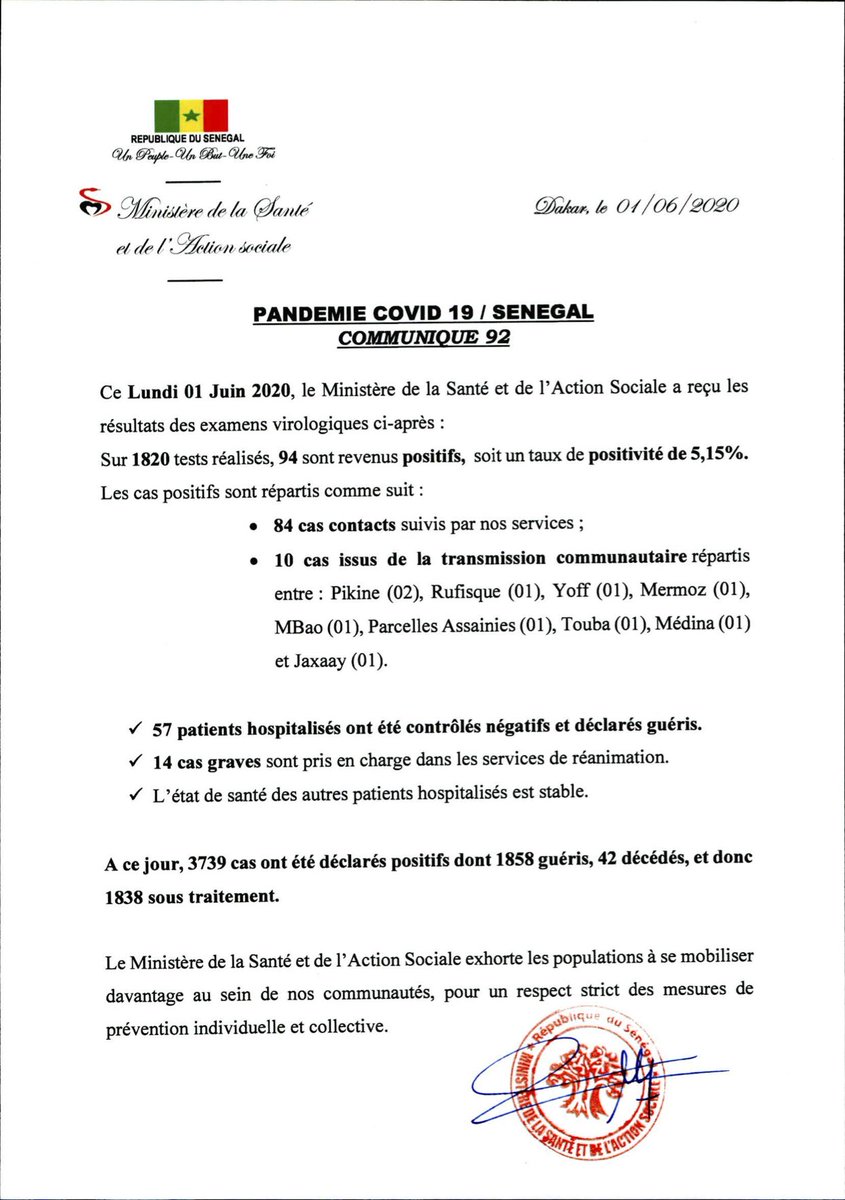 REPUBLIQUE DU SENEGAL
Un Peuple-Un But-Une Foi
Ministère de la Santé
et de l'Action sociale
Dakar, le 01/06/2020
PANDEMIE COVID 19 / SENEGAL
COMMUNIQUE 92
Ce Lundi 01 Juin 2020, le Ministère de la Santé et de l'Action Sociale a reçu les
résultats des examens virologiques ci-après :
Sur 1820 tests réalisés, 94 sont revenus positifs, soit un taux de positivité de 5,15%.
Les cas positifs sont répartis comme suit :
• 84 cas contacts suivis par nos services ;
• 10 cas issus de la transmission communautaire répartis
entre : Pikine (02), Rufisque (01), Yoff (01), Mermoz (01),
MBao (01), Parcelles Assainies (01), Touba (01), Médina (01)
et Jaxaay (01).
✓ 57 patients hospitalisés ont été contrôlés négatifs et déclarés guéris.
✓ 14 cas graves sont pris en charge dans les services de réanimation.
✓ L'état de santé des autres patients hospitalisés est stable.
A ce jour, 3739 cas ont été déclarés positifs dont 1858 guéris, 42 décédés, et donc
1838 sous traitement.
Le Ministère de la Santé et de l'Action Sociale exhorte les populations à se mobiliser
davantage au sein de nos communautés, pour un respect strict des mesures de
prévention individuelle et collective.
République du Sénégal
MINISTERE DE LA SANTÉ ET DE L'ACTION SOCIALE